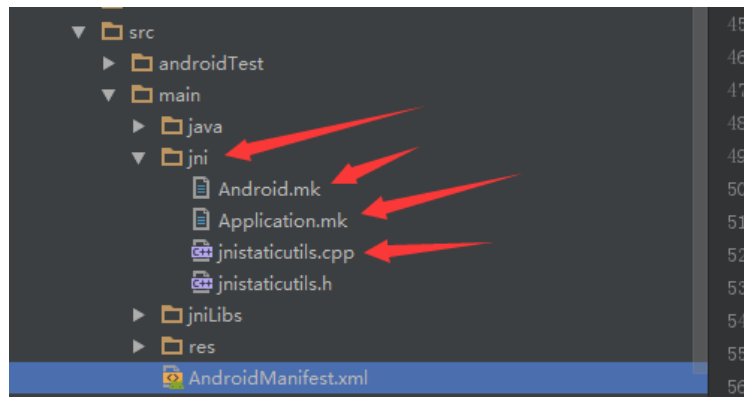 src
45
androidTest
46
main
47
java
48
jni
49
Android.mk
50
Application.mk
51
jnistaticutils.cpp
52
jnistaticutils.h
53
jniLibs
54
res
55
AndroidManifest.xml
56